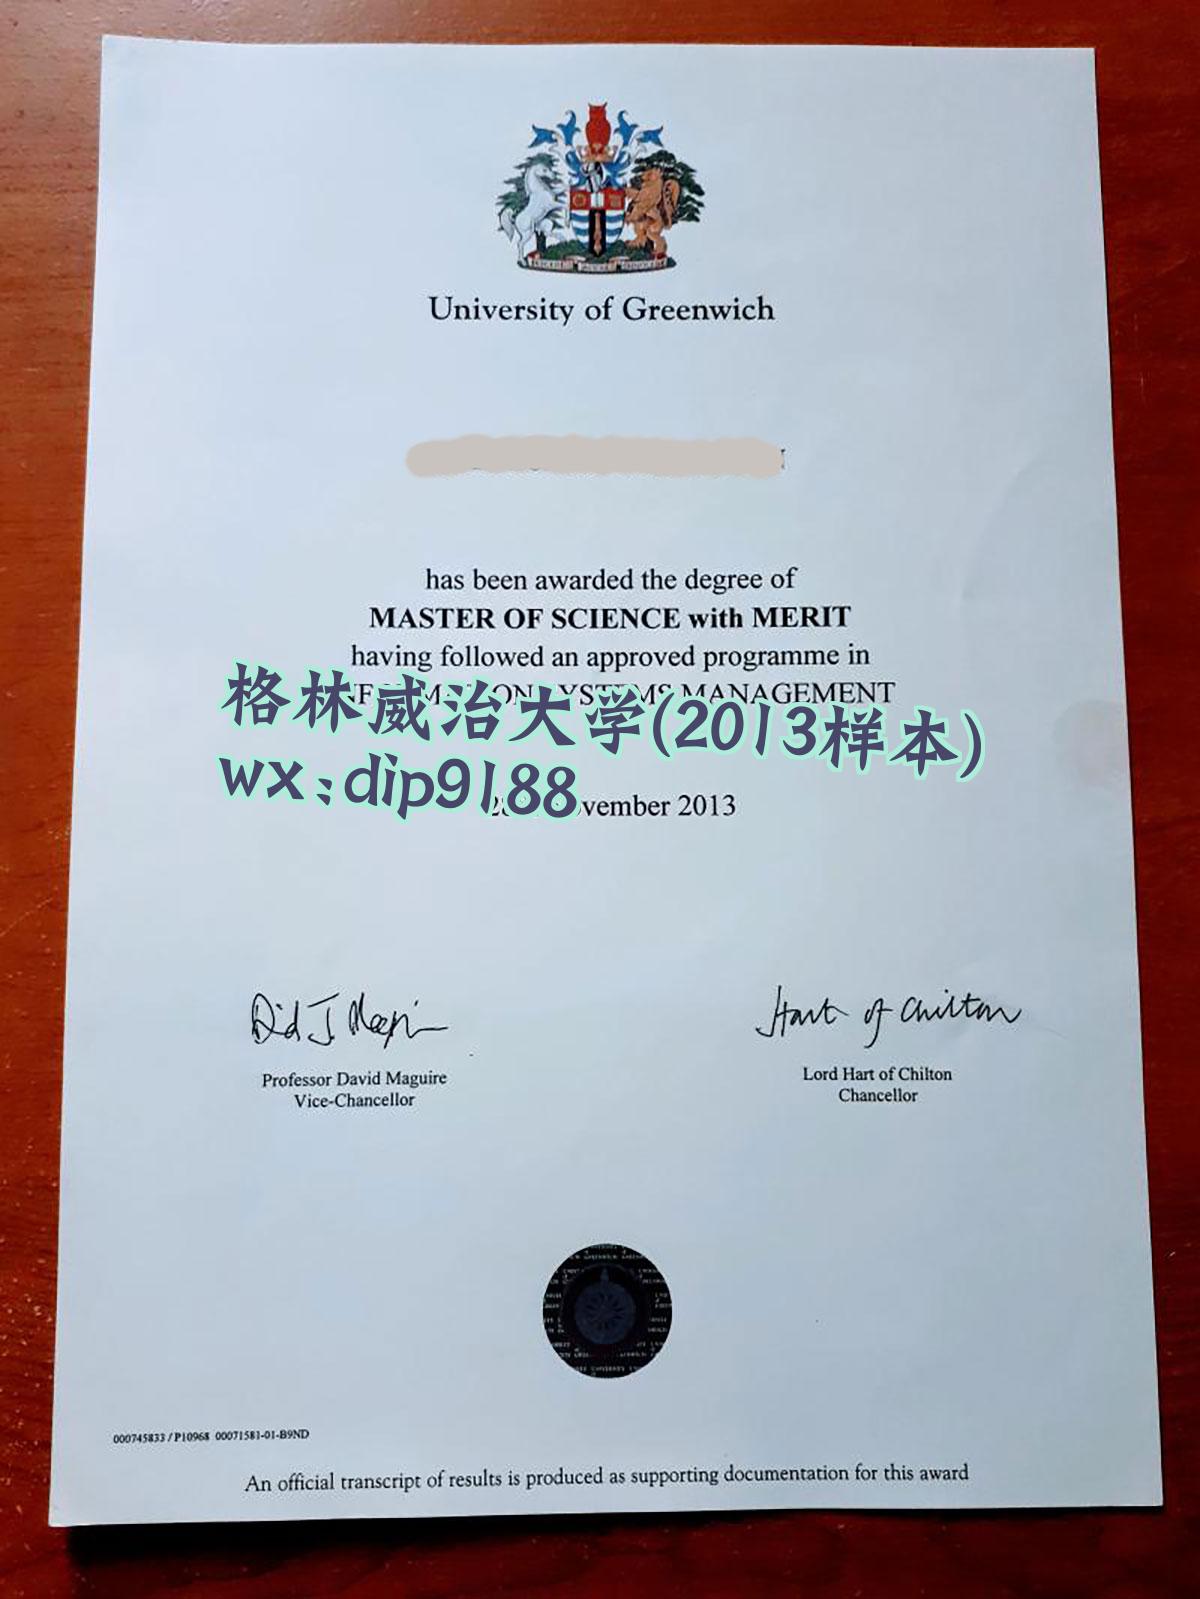 University of Greenwich
has been awarded the degree of
MASTER OF SCIENCE with MERIT
having followed an approved programme in
MANAGEMENT
格林威治大学(2013样本)
wx:dip9188
2013
Professor David Maguire
Vice-Chancellor
Hart of Chilton
Lord Hart of Chilton
Chancellor
000745833 / P10968 00071581-01-B9ND
An official transcript of results is produced as supporting documentation for this award